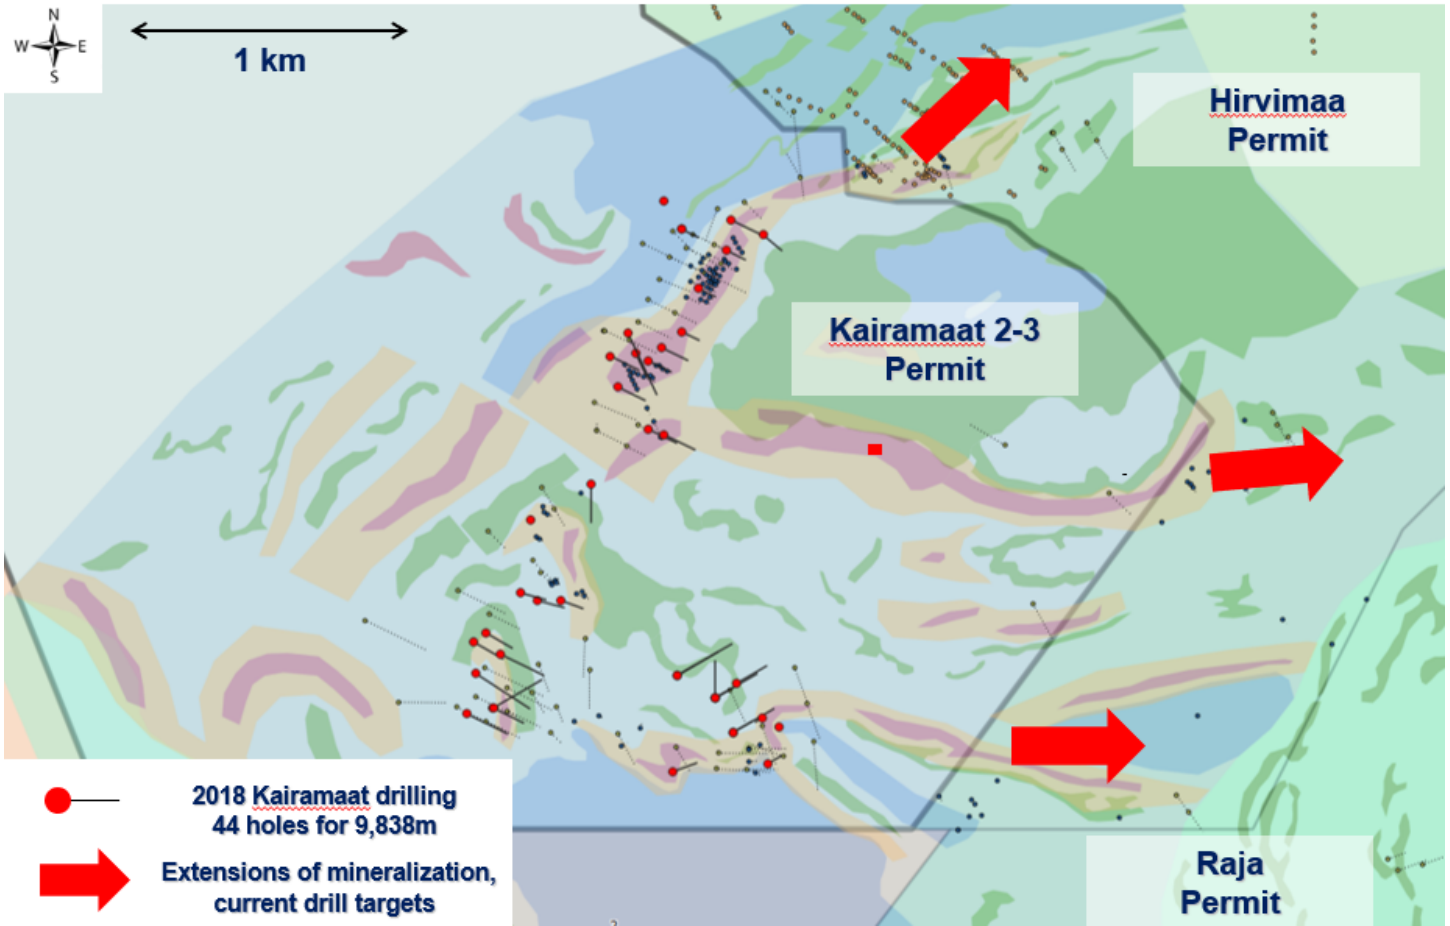 N
W E
S
1 km
Hirvimaa
Permit
Kairamaat 2-3
Permit
2018 Kairamaat drilling
44 holes for 9,838m
Extensions of mineralization,
current drill targets
Raja
Permit